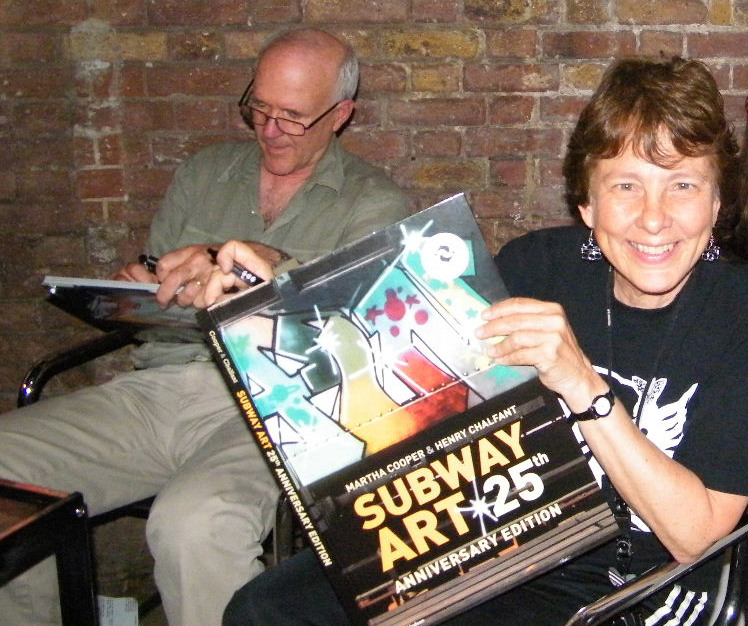 MARTHA COOPER & HENRY CHALFANT
SUBWAY
ART 25th
ANNIVERSARY EDITION
Cooper & Chalfant SUBWAY ART 25th ANNIVERSARY EDITION